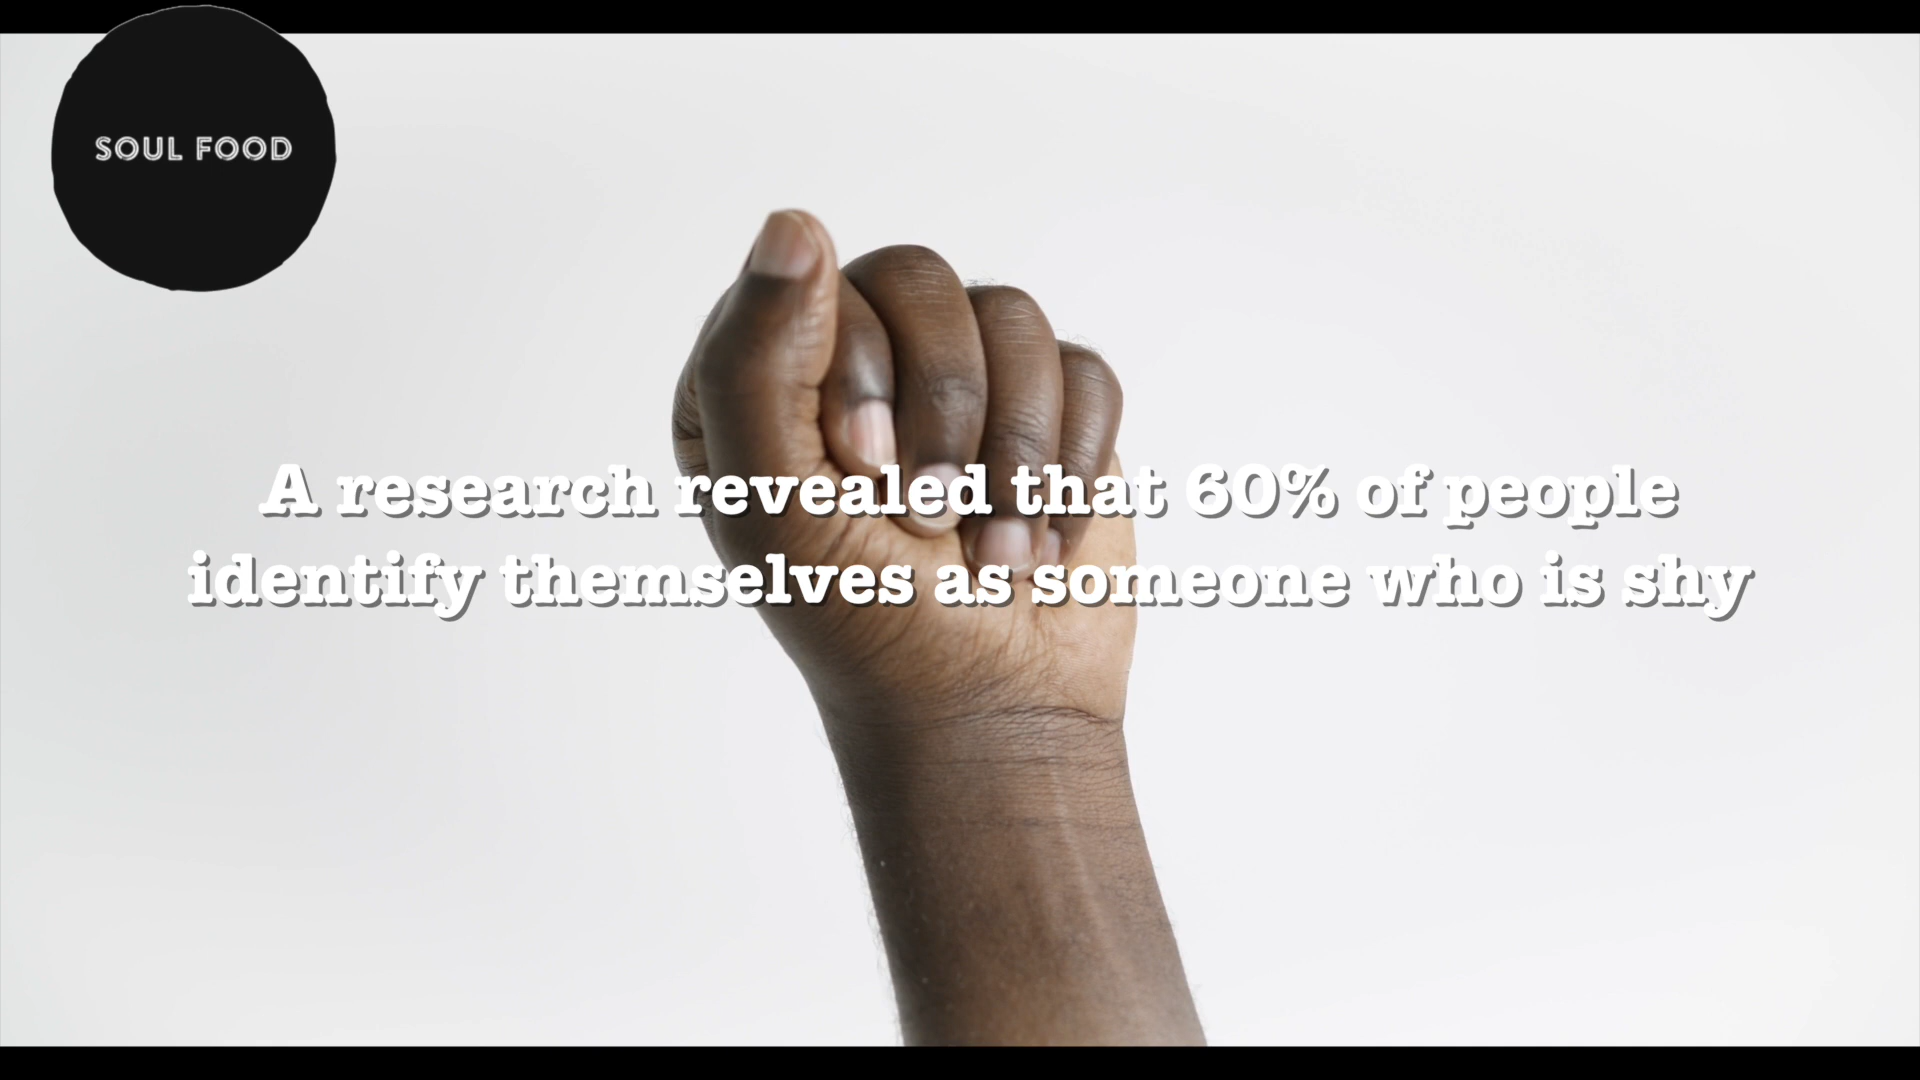 SOUL FOOD
A research revealed that 60% of people
identify themselves as someone who is shy